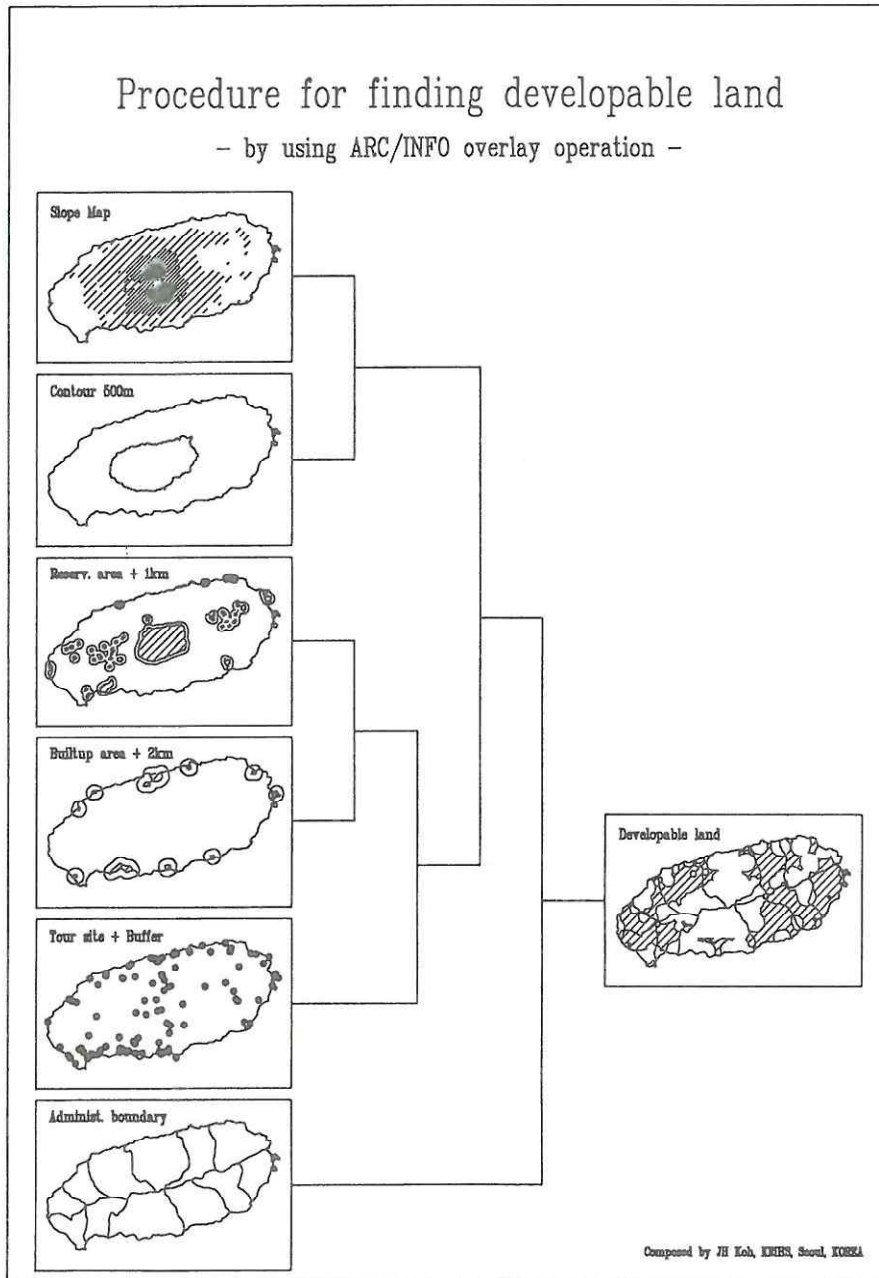 Procedure for finding developable land
- by using ARC/INFO overlay operation -
Slope Map
Contour 500m
Reserv. area + 1km
Builtup area + 2km
Tour site + Buffer
Administ. boundary
Developable land
Composed by JH Koh, KRIHS, Seoul, KOREA